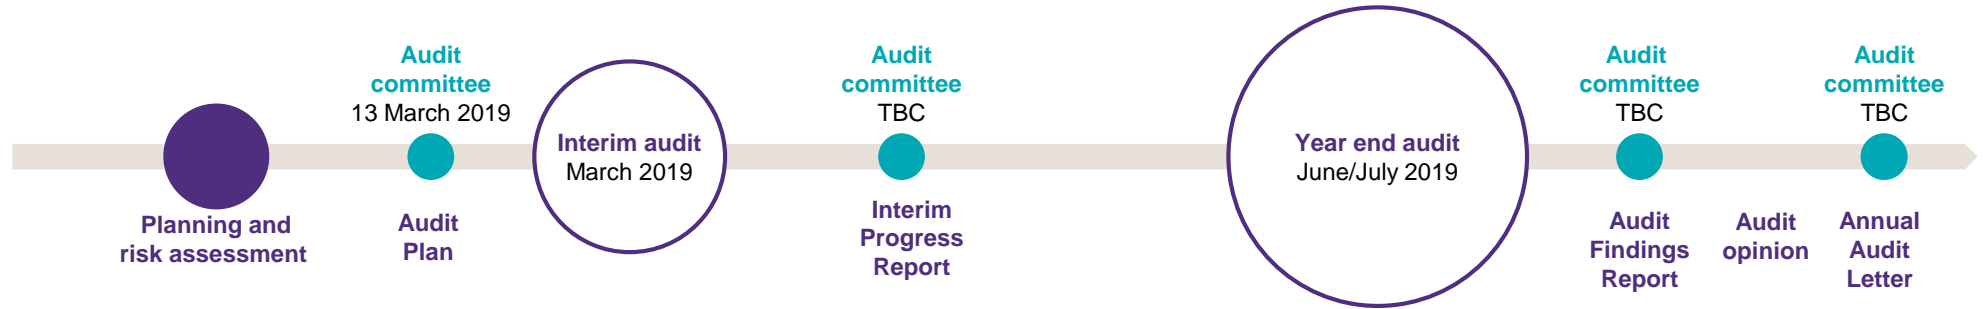 Planning and
risk assessment
Audit
committee
13 March 2019
Audit
Plan
Interim audit
March 2019
Audit
committee
TBC
Interim
Progress
Report
Year end audit
June/July 2019
Audit
committee
TBC
Audit
Findings
Report
Audit
opinion
Audit
committee
TBC
Annual
Audit
Letter